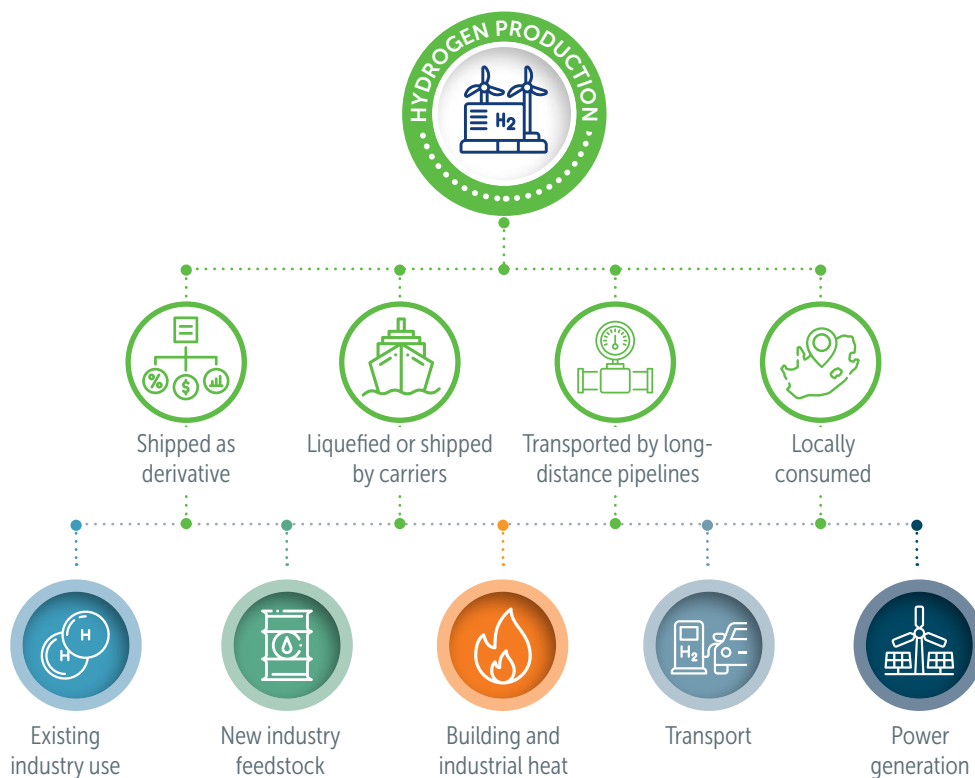 HYDROGEN PRODUCTION
H2
%
$
Shipped as
derivative
Liquefied or shipped
by carriers
Transported by long-
distance pipelines
Locally
consumed
H
H
H2
Existing
industry use
New industry
feedstock
Building and
industrial heat
Transport
Power
generation